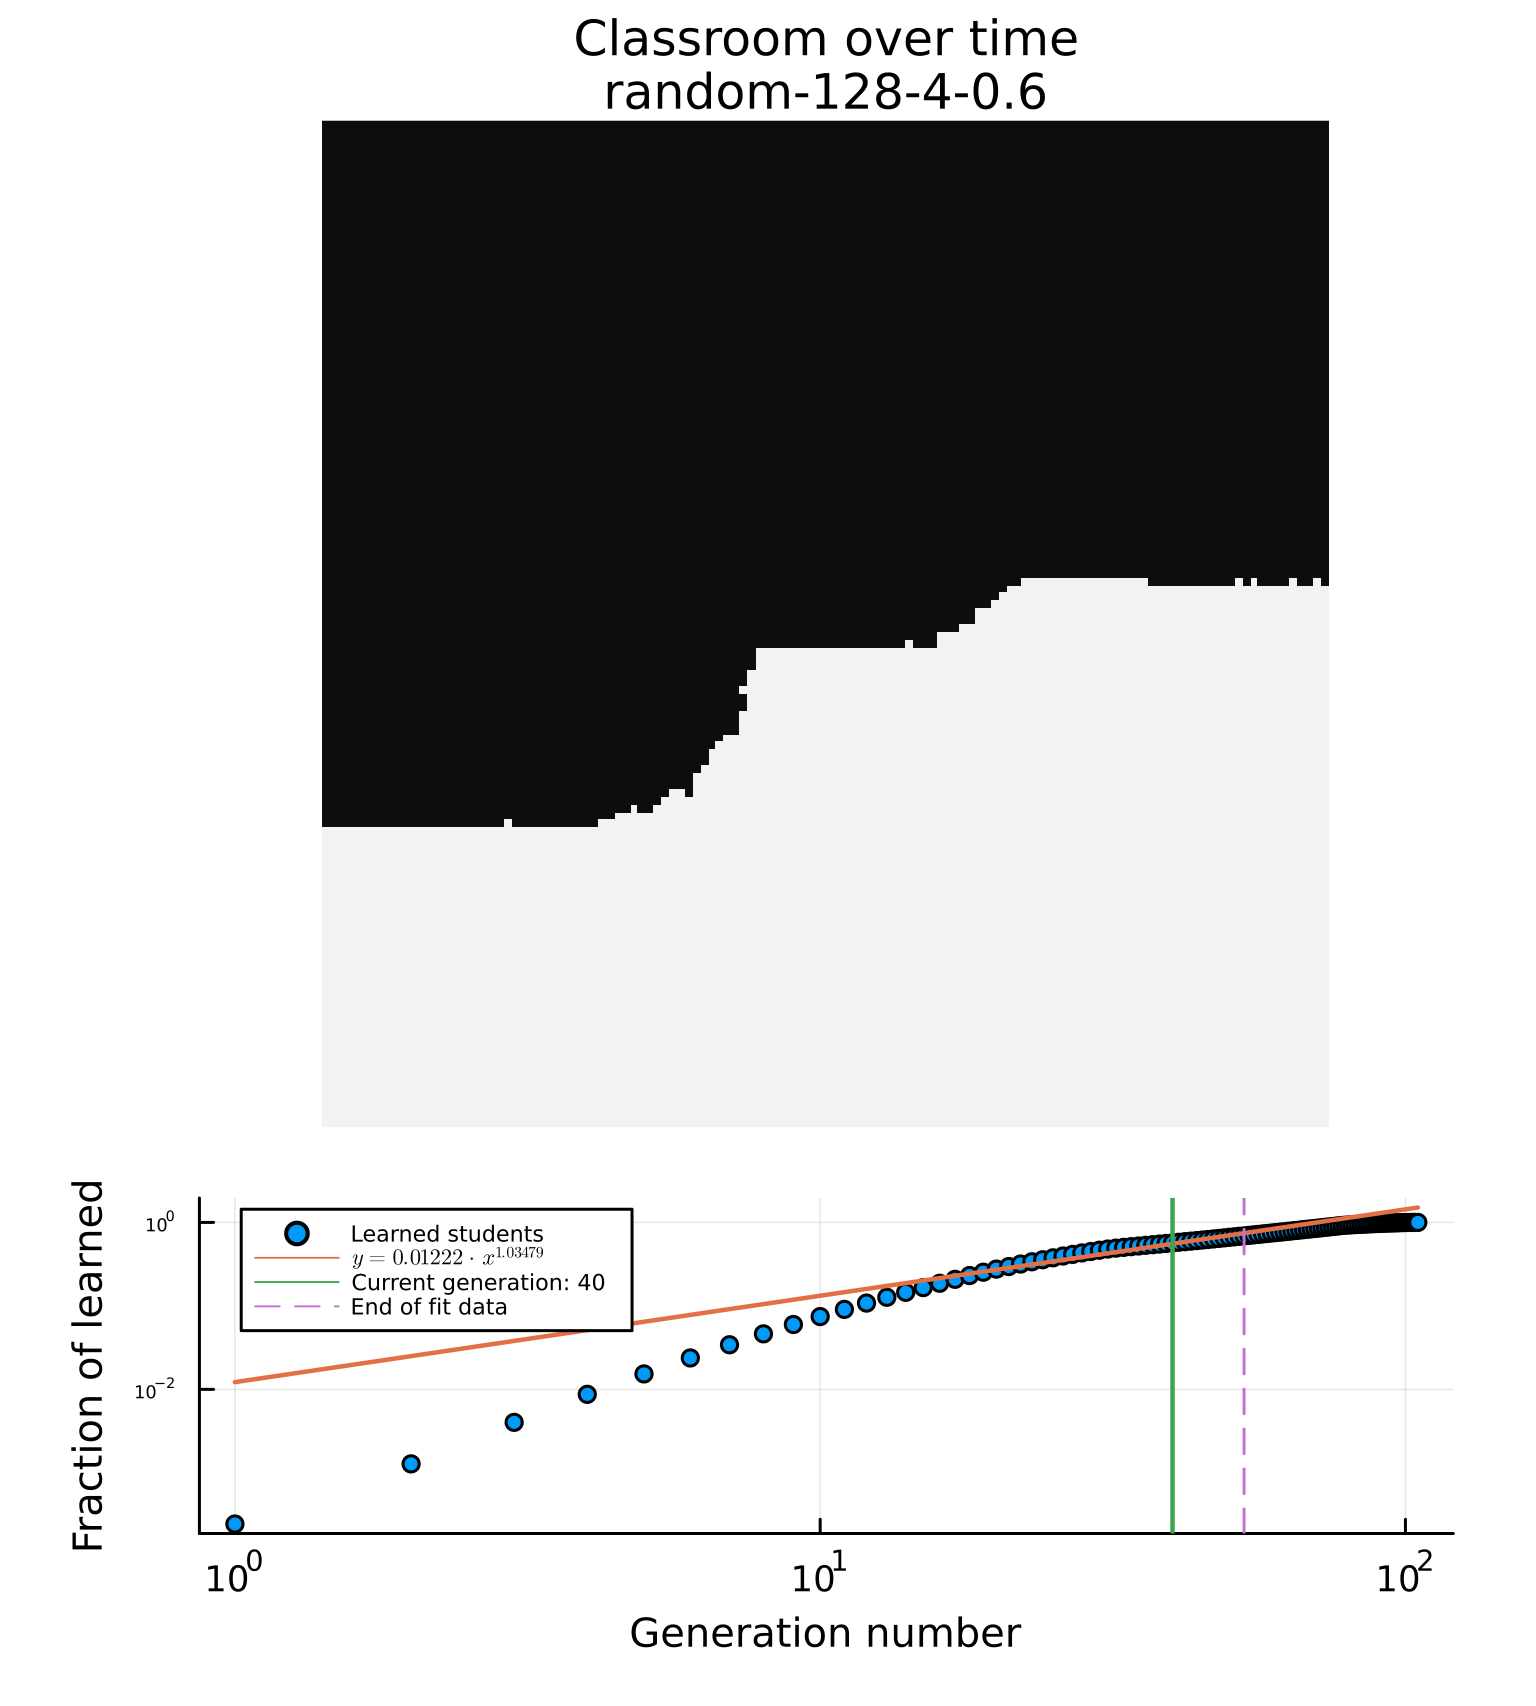 Classroom over time
random-128-4-0.6
Fraction of learned
10^0
10^−2
Learned students
y = 0.01222 · x^1.03479
Current generation: 40
End of fit data
10^0
10^1
10^2
Generation number